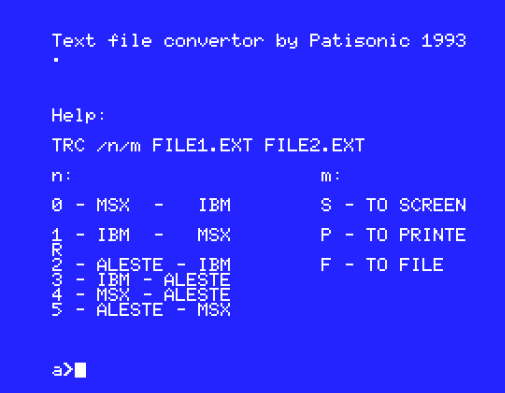 Text file convertor by Patisonic 1993
.
Help:
TRC /n/m FILE1.EXT FILE2.EXT
n: m:
0 - MSX - IBM S - TO SCREEN
1 - IBM - MSX P - TO PRINTE
R
2 - ALESTE - IBM F - TO FILE
3 - IBM - ALESTE
4 - MSX - ALESTE
5 - ALESTE - MSX
a>